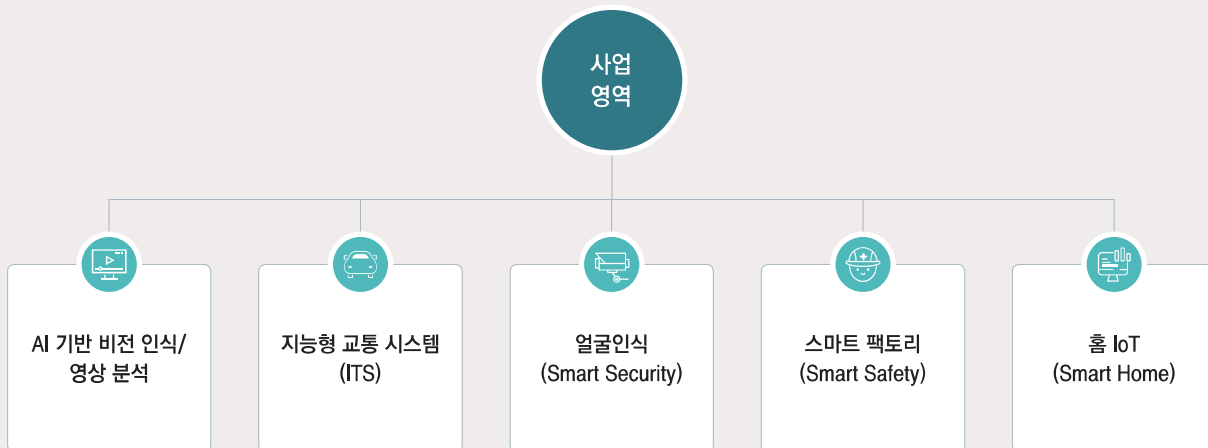 사업
영역
AI 기반 비전 인식/
영상 분석
지능형 교통 시스템
(ITS)
얼굴인식
(Smart Security)
스마트 팩토리
(Smart Safety)
홈 IoT
(Smart Home)